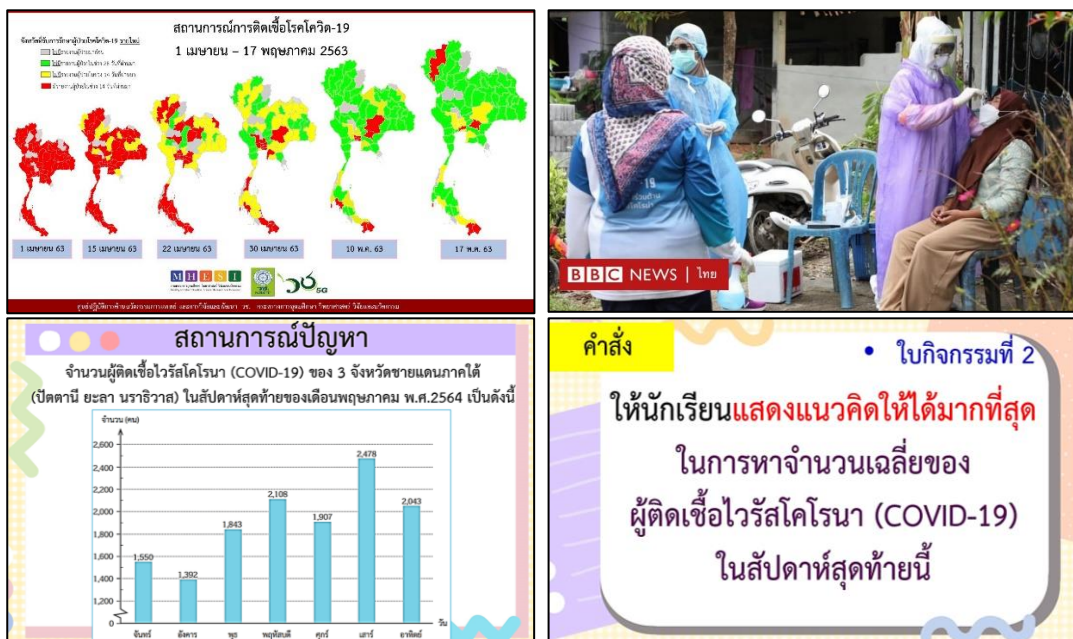 สถานการณ์การติดเชื้อโรคโควิด-19
1 เมษายน – 17 พฤษภาคม 2563
1 เมษายน 63
15 เมษายน 63
22 เมษายน 63
30 เมษายน 63
10 พ.ค. 63
17 พ.ค. 63
MHESI
วช
5G
BBC NEWS | ไทย
สถานการณ์ปัญหา
จำนวนผู้ติดเชื้อไวรัสโคโรนา (COVID-19) ของ 3 จังหวัดชายแดนภาคใต้
(ปัตตานี ยะลา นราธิวาส) ในสัปดาห์สุดท้ายของเดือนพฤษภาคม พ.ศ.2564 เป็นดังนี้
จำนวน (คน)
2,600
2,400
2,200
2,000
1,800
1,600
1,400
1,200
0
1,550
1,392
1,843
2,108
1,907
2,478
2,043
จันทร์
อังคาร
พุธ
พฤหัสบดี
ศุกร์
เสาร์
อาทิตย์
วัน
คำสั่ง
• ใบกิจกรรมที่ 2
ให้นักเรียนแสดงแนวคิดให้ได้มากที่สุด
ในการหาจำนวนเฉลี่ยของ
ผู้ติดเชื้อไวรัสโคโรนา (COVID-19)
ในสัปดาห์สุดท้ายนี้